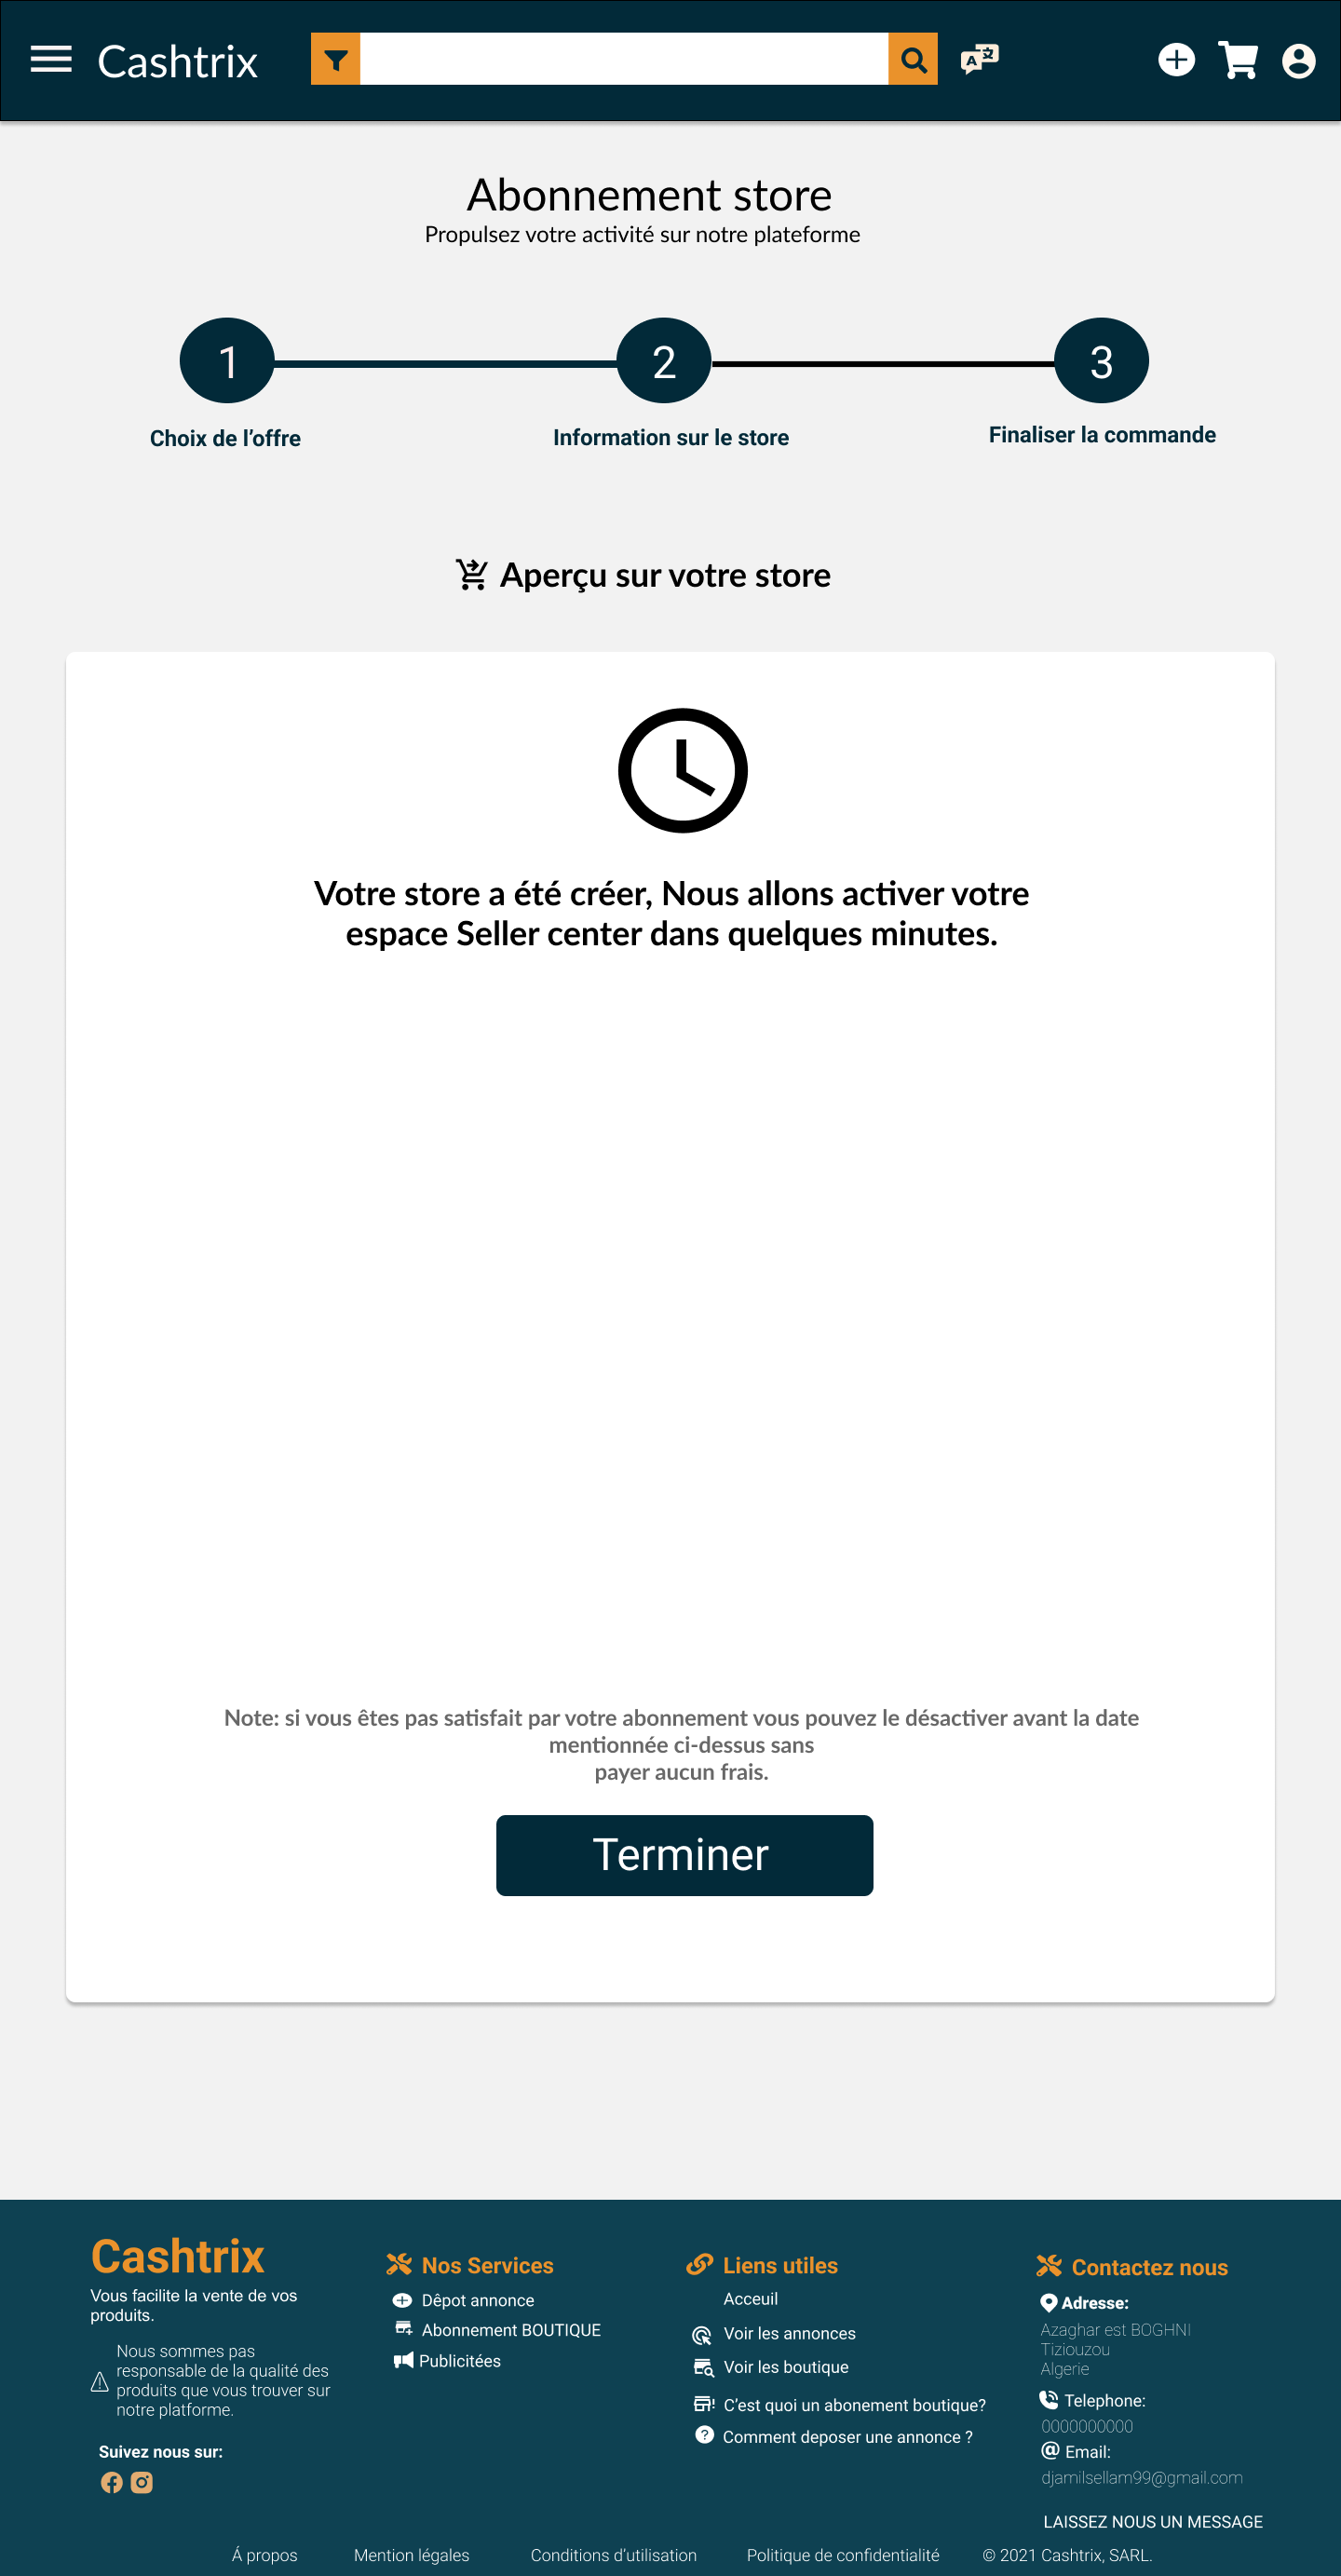 Cashtrix
Abonnement store
Propulsez votre activité sur notre plateforme
1
2
3
Choix de l’offre
Information sur le store
Finaliser la commande
Aperçu sur votre store
Votre store a été créer, Nous allons activer votre
espace Seller center dans quelques minutes.
Note: si vous êtes pas satisfait par votre abonnement vous pouvez le désactiver avant la date
mentionnée ci-dessus sans
payer aucun frais.
Terminer
Cashtrix
Vous facilite la vente de vos
produits.
Nous sommes pas
responsable de la qualité des
produits que vous trouver sur
notre platforme.
Suivez nous sur:
Nos Services
Dêpot annonce
Abonnement BOUTIQUE
Publicitées
Liens utiles
Acceuil
Voir les annonces
Voir les boutique
C’est quoi un abonement boutique?
Comment deposer une annonce ?
Contactez nous
Adresse:
Azaghar est BOGHNI
Tiziouzou
Algerie
Telephone:
0000000000
Email:
djamilsellam99@gmail.com
LAISSEZ NOUS UN MESSAGE
Á propos
Mention légales
Conditions d’utilisation
Politique de confidentialité
© 2021 Cashtrix, SARL.